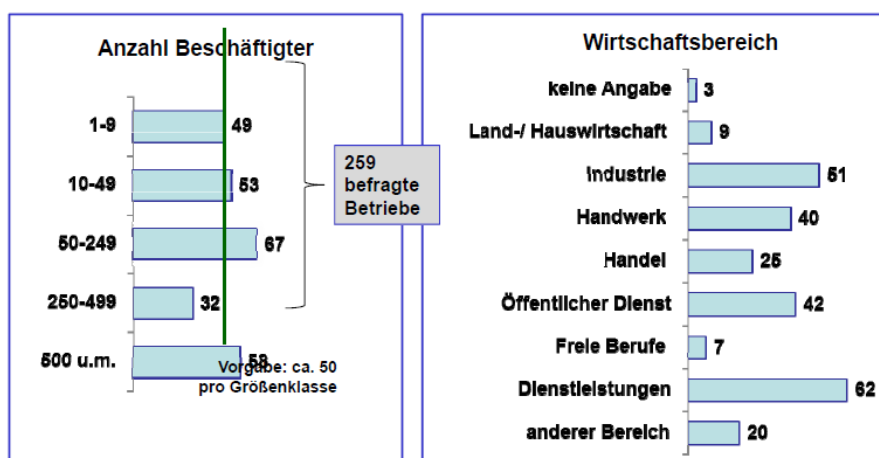 Anzahl Beschäftigter
1-9 49
10-49 53
50-249 67
250-499 32
500 u.m. 58
Vorgabe: ca. 50
pro Größenklasse
259
befragte
Betriebe
Wirtschaftsbereich
keine Angabe 3
Land-/ Hauswirtschaft 9
Industrie 51
Handwerk 40
Handel 25
Öffentlicher Dienst 42
Freie Berufe 7
Dienstleistungen 62
anderer Bereich 20